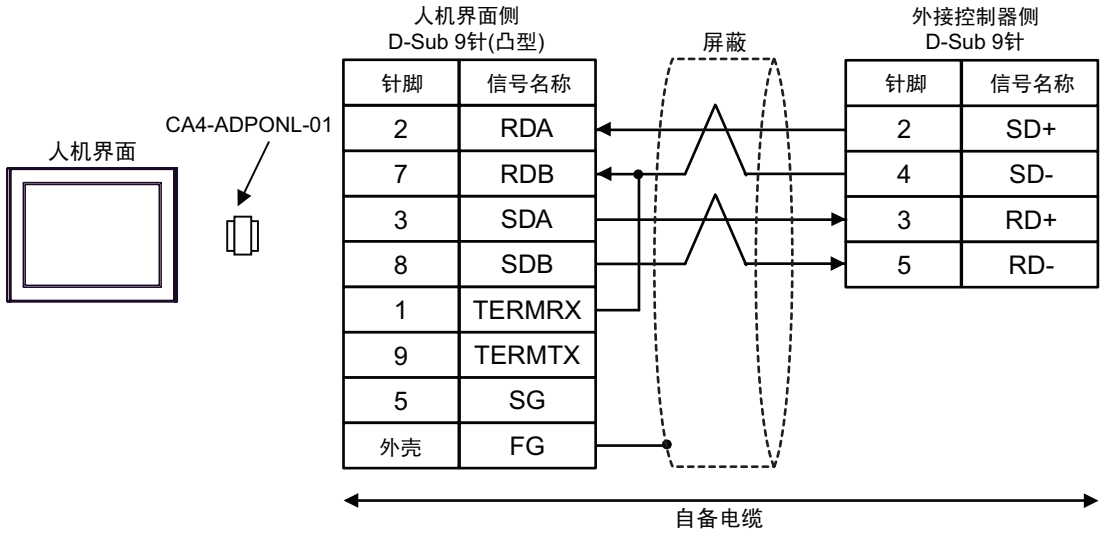 人机界面侧
D-Sub 9针(凸型)
屏蔽
外接控制器侧
D-Sub 9针
CA4-ADPONL-01
人机界面
针脚 信号名称
2 RDA
7 RDB
3 SDA
8 SDB
1 TERMRX
9 TERMTX
5 SG
外壳 FG
针脚 信号名称
2 SD+
4 SD-
3 RD+
5 RD-
自备电缆